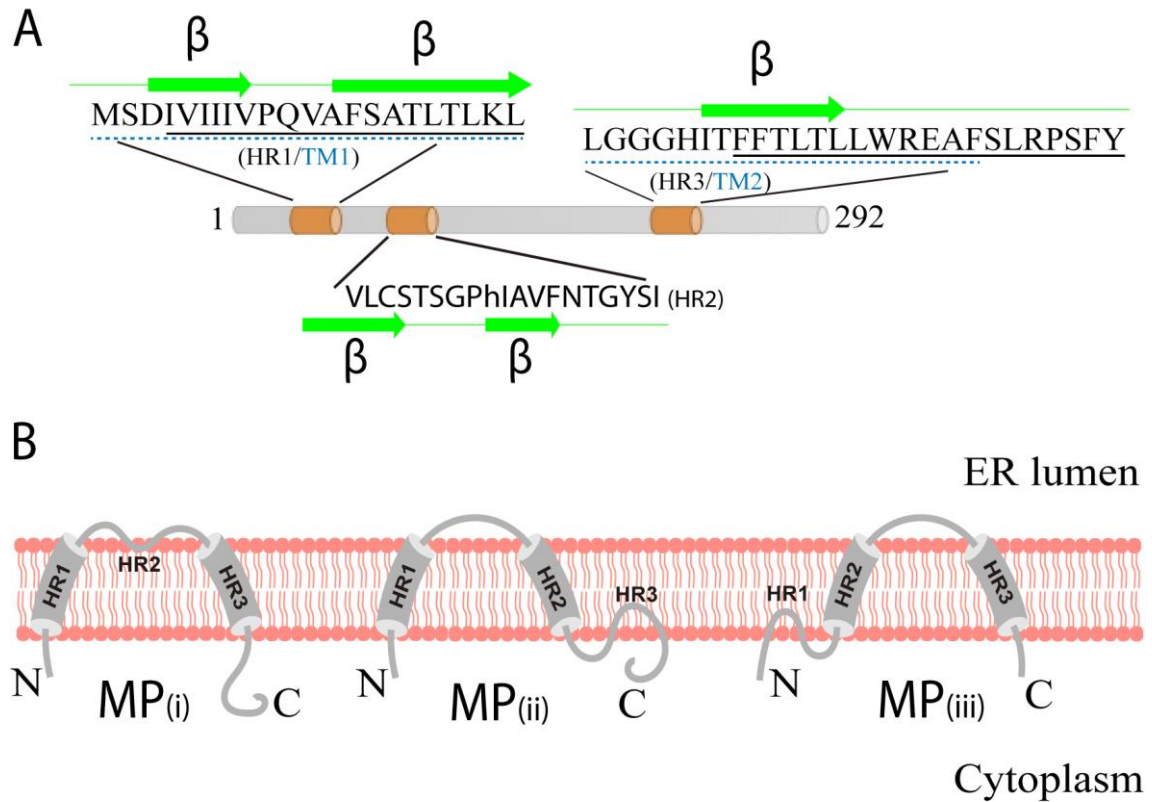 A
β β β
MSDIVIIIVPQVAFSATLTLKL
LGGGHITFFTLTLLWREAFSLRPSFY
(HR1/TM1)
(HR3/TM2)
1
292
VLCSTSGPhIAVFNTGYSI (HR2)
β β
B
ER lumen
HR1 HR2 HR3
HR1 HR2 HR3
HR1 HR2 HR3
N MP(i) C
N MP(ii) C
N MP(iii) C
Cytoplasm